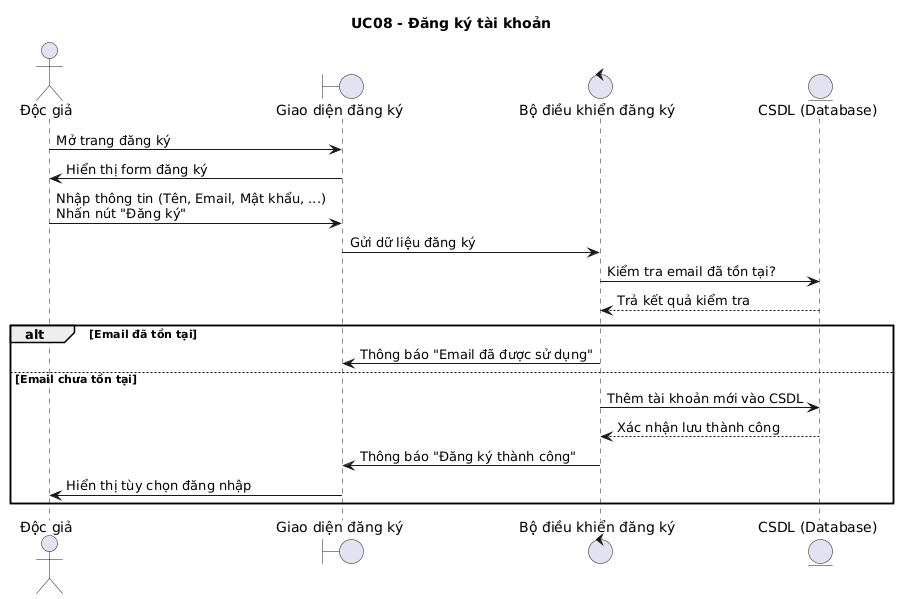 UC08 - Đăng ký tài khoản
Độc giả
Giao diện đăng ký
Bộ điều khiển đăng ký
CSDL (Database)
Mở trang đăng ký
Hiển thị form đăng ký
Nhập thông tin (Tên, Email, Mật khẩu, ...)
Nhấn nút "Đăng ký"
Gửi dữ liệu đăng ký
Kiểm tra email đã tồn tại?
Trả kết quả kiểm tra
alt
[Email đã tồn tại]
Thông báo "Email đã được sử dụng"
[Email chưa tồn tại]
Thêm tài khoản mới vào CSDL
Xác nhận lưu thành công
Thông báo "Đăng ký thành công"
Hiển thị tùy chọn đăng nhập
Độc giả
Giao diện đăng ký
Bộ điều khiển đăng ký
CSDL (Database)